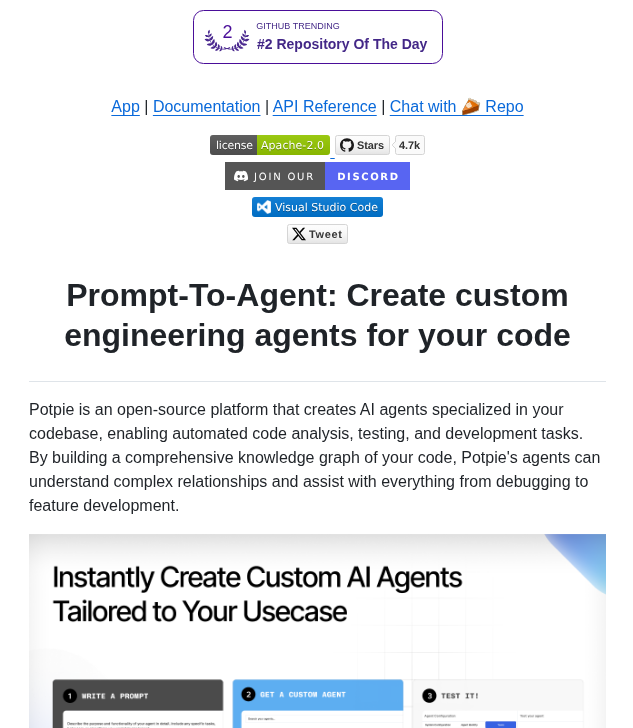 2
GITHUB TRENDING
#2 Repository Of The Day
App | Documentation | API Reference | Chat with 🥧 Repo
license Apache-2.0 Stars 4.7k
JOIN OUR DISCORD
Visual Studio Code
Tweet
Prompt-To-Agent: Create custom
engineering agents for your code
Potpie is an open-source platform that creates AI agents specialized in your
codebase, enabling automated code analysis, testing, and development tasks.
By building a comprehensive knowledge graph of your code, Potpie's agents can
understand complex relationships and assist with everything from debugging to
feature development.
Instantly Create Custom AI Agents
Tailored to Your Usecase
1 WRITE A PROMPT
2 GET A CUSTOM AGENT
3 TEST IT!